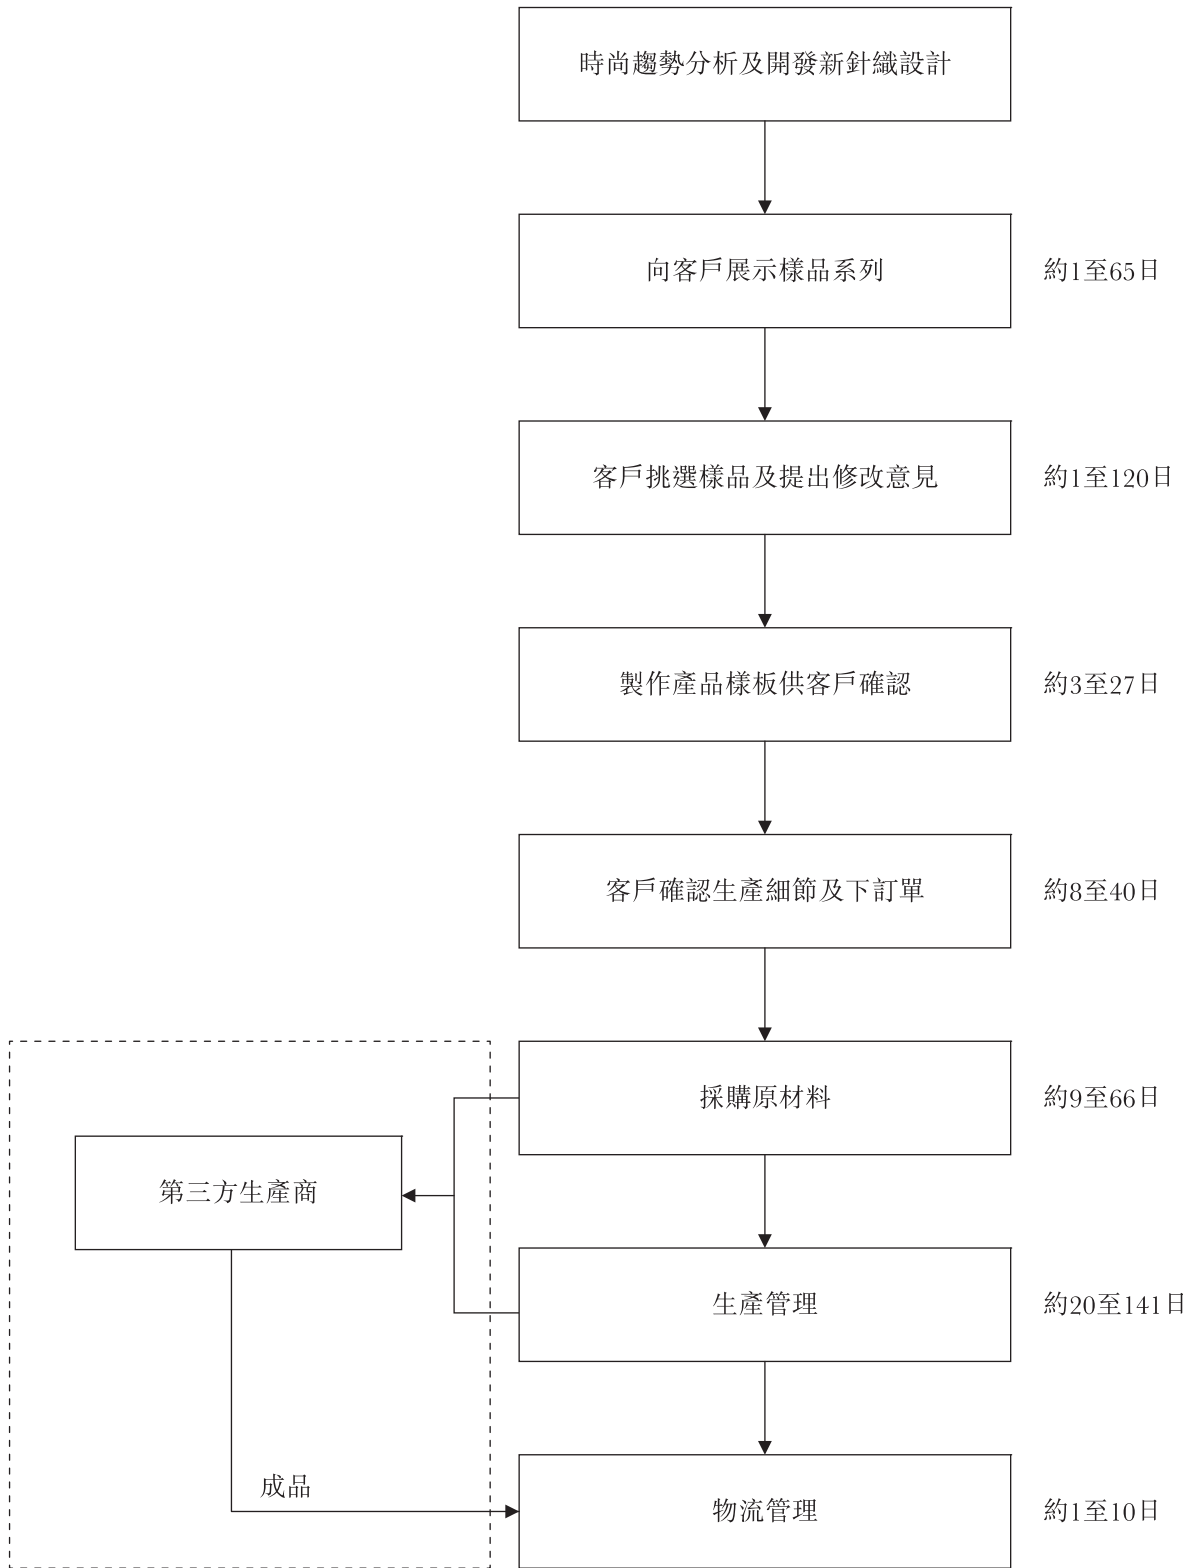 時尚趨勢分析及開發新針織設計
向客戶展示樣品系列
約1至65日
客戶挑選樣品及提出修改意見
約1至120日
製作產品樣板供客戶確認
約3至27日
客戶確認生產細節及下訂單
約8至40日
採購原材料
約9至66日
第三方生產商
生產管理
約20至141日
成品
物流管理
約1至10日